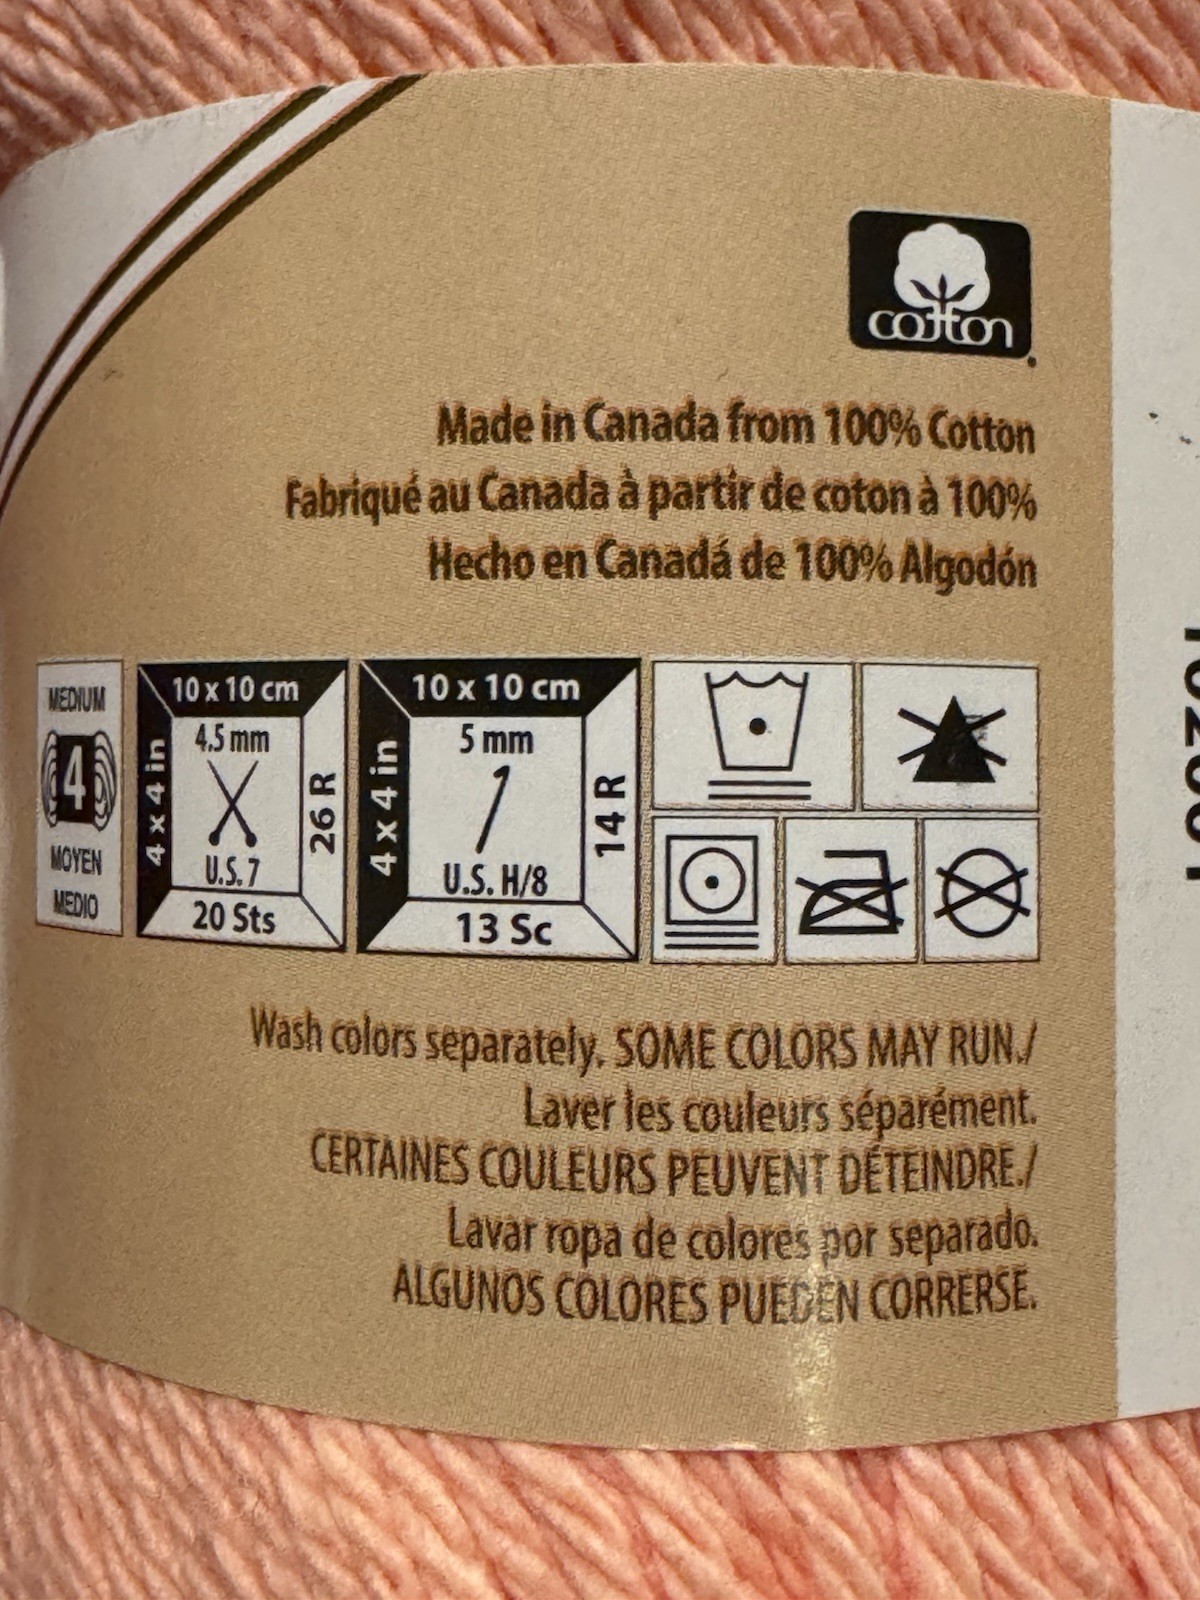 cotton
Made in Canada from 100% Cotton
Fabriqué au Canada à partir de coton à 100%
Hecho en Canadá de 100% Algodón
MEDIUM
4
MOYEN
MEDIO
10 x 10 cm
4 x 4 in
4.5 mm
U.S. 7
26 R
20 Sts
10 x 10 cm
4 x 4 in
5 mm
U.S. H/8
14 R
13 Sc
Wash colors separately. SOME COLORS MAY RUN./
Laver les couleurs séparément.
CERTAINES COULEURS PEUVENT DÉTEINDRE./
Lavar ropa de colores por separado.
ALGUNOS COLORES PUEDEN CORRERSE.